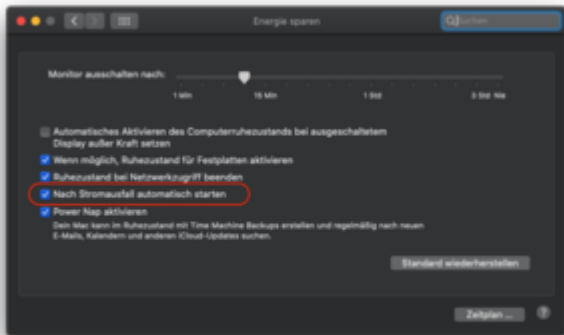 Energie sparen
Suchen
Monitor ausschalten nach:
1 Min 15 Min 1 Std 3 Std Nie
Automatisches Aktivieren des Computerruhezustands bei ausgeschaltetem
Display außer Kraft setzen
Wenn möglich, Ruhezustand für Festplatten aktivieren
Ruhezustand bei Netzwerkzugriff beenden
Nach Stromausfall automatisch starten
Power Nap aktivieren
Dein Mac kann im Ruhezustand mit Time Machine Backups erstellen und regelmäßig nach neuen
E-Mails, Kalendern und anderen iCloud-Updates suchen.
Standard wiederherstellen
Zeitplan ...
?